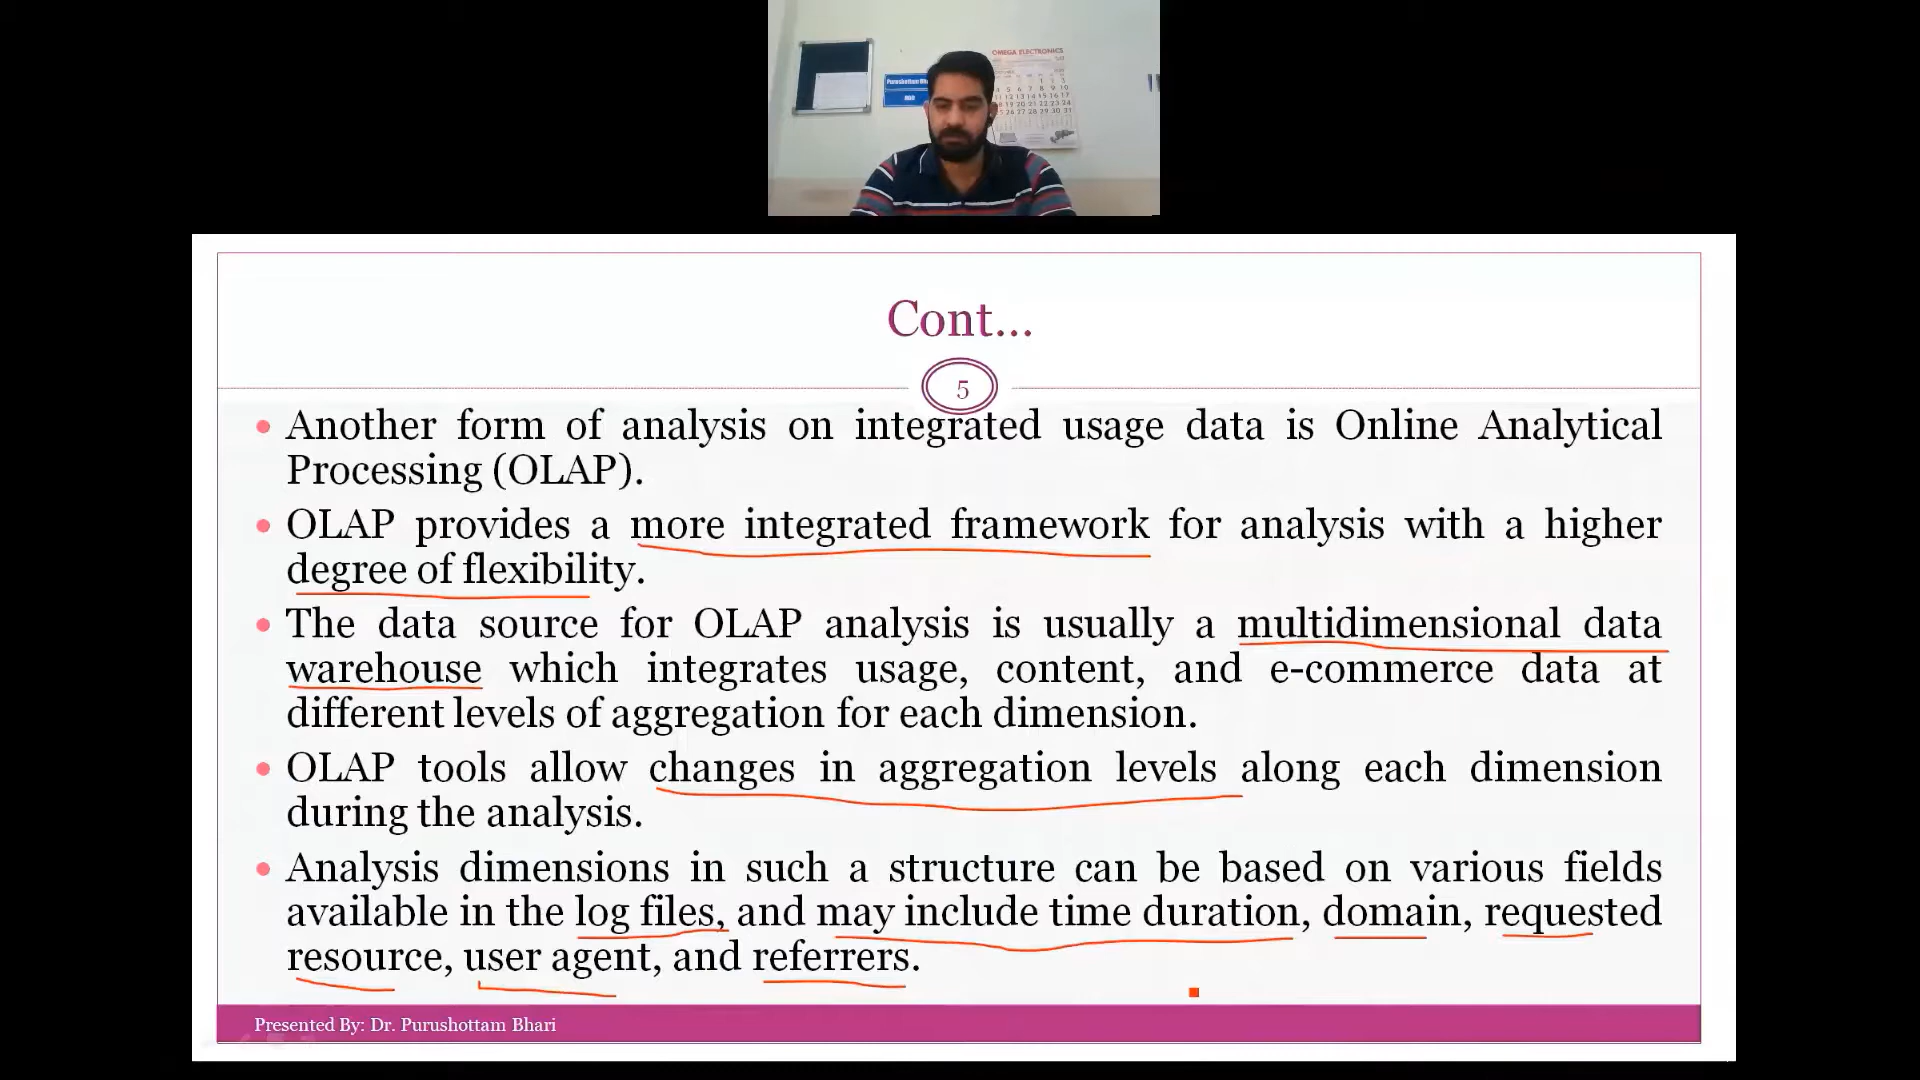 OMEGA ELECTRONICS
Purushottam Bha
HOD
Cont...
5
• Another form of analysis on integrated usage data is Online Analytical
Processing (OLAP).
• OLAP provides a more integrated framework for analysis with a higher
degree of flexibility.
• The data source for OLAP analysis is usually a multidimensional data
warehouse which integrates usage, content, and e-commerce data at
different levels of aggregation for each dimension.
• OLAP tools allow changes in aggregation levels along each dimension
during the analysis.
• Analysis dimensions in such a structure can be based on various fields
available in the log files, and may include time duration, domain, requested
resource, user agent, and referrers.
Presented By: Dr. Purushottam Bhari